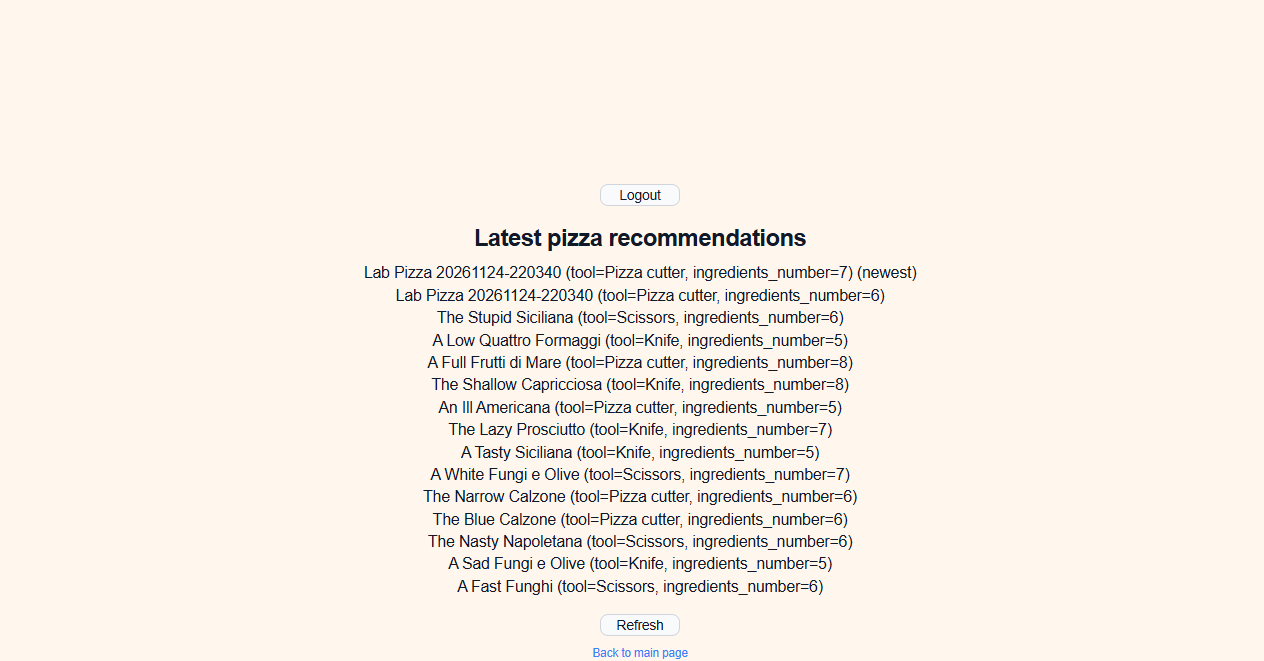 Logout
Latest pizza recommendations
Lab Pizza 20261124-220340 (tool=Pizza cutter, ingredients_number=7) (newest)
Lab Pizza 20261124-220340 (tool=Pizza cutter, ingredients_number=6)
The Stupid Siciliana (tool=Scissors, ingredients_number=6)
A Low Quattro Formaggi (tool=Knife, ingredients_number=5)
A Full Frutti di Mare (tool=Pizza cutter, ingredients_number=8)
The Shallow Capricciosa (tool=Knife, ingredients_number=8)
An Ill Americana (tool=Pizza cutter, ingredients_number=5)
The Lazy Prosciutto (tool=Knife, ingredients_number=7)
A Tasty Siciliana (tool=Knife, ingredients_number=5)
A White Fungi e Olive (tool=Scissors, ingredients_number=7)
The Narrow Calzone (tool=Pizza cutter, ingredients_number=6)
The Blue Calzone (tool=Pizza cutter, ingredients_number=6)
The Nasty Napoletana (tool=Scissors, ingredients_number=6)
A Sad Fungi e Olive (tool=Knife, ingredients_number=5)
A Fast Funghi (tool=Scissors, ingredients_number=6)
Refresh
Back to main page